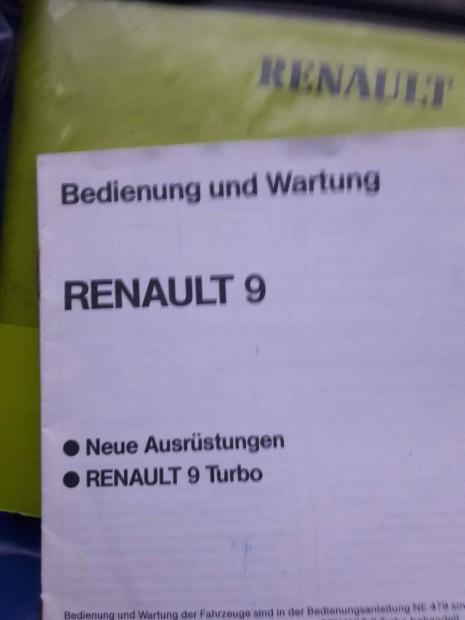 RENAULT
Bedienung und Wartung
RENAULT 9
● Neue Ausrüstungen
● RENAULT 9 Turbo
Bedienung und Wartung der Fahrzeuge sind in der Bedienungsanleitung NE 479